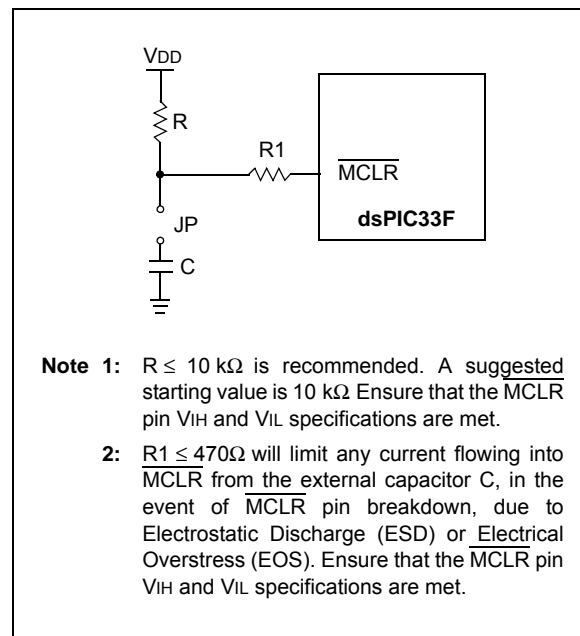 VDD
R
R1
MCLR
dsPIC33F
JP
C
Note 1: R ≤ 10 kΩ is recommended. A suggested
starting value is 10 kΩ Ensure that the MCLR
pin VIH and VIL specifications are met.
2: R1 ≤ 470Ω will limit any current flowing into
MCLR from the external capacitor C, in the
event of MCLR pin breakdown, due to
Electrostatic Discharge (ESD) or Electrical
Overstress (EOS). Ensure that the MCLR pin
VIH and VIL specifications are met.